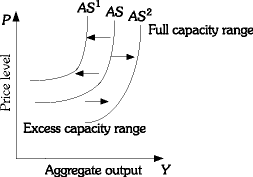 P
AS¹ AS AS²
Full capacity range
Price level
Excess capacity range
Aggregate output Y